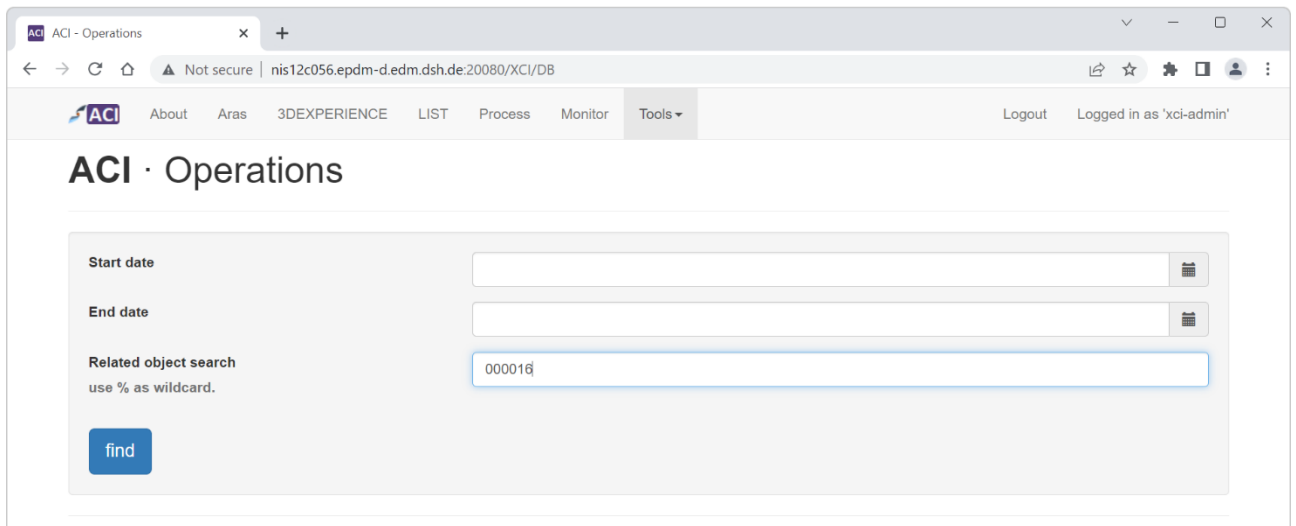 ACI ACI - Operations
Not secure | nis12c056.epdm-d.edm.dsh.de:20080/XCI/DB
ACI About Aras 3DEXPERIENCE LIST Process Monitor Tools Logout Logged in as 'xci-admin'
ACI · Operations
Start date
End date
Related object search
000016
use % as wildcard.
find